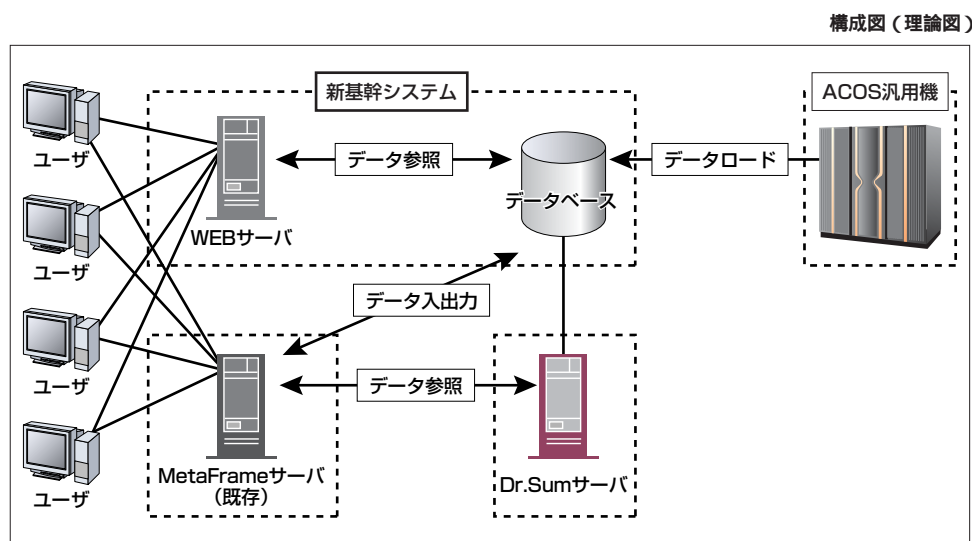 構成図（理論図）
新基幹システム
ACOS汎用機
ユーザ
データ参照
データロード
データベース
WEBサーバ
ユーザ
データ入出力
ユーザ
データ参照
MetaFrameサーバ
（既存）
Dr.Sumサーバ
ユーザ